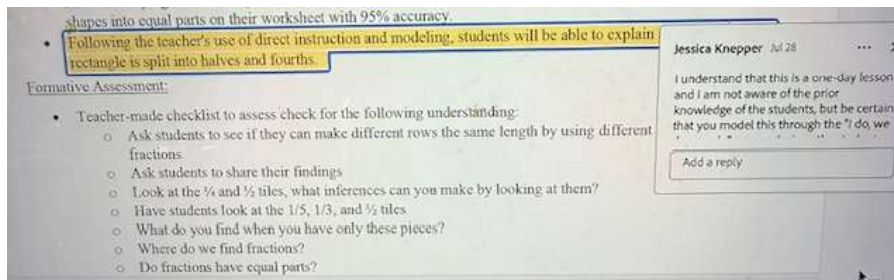 shapes into equal parts on their worksheet with 95% accuracy.
• Following the teacher's use of direct instruction and modeling, students will be able to explain
rectangle is split into halves and fourths.
Formative Assessment:
• Teacher-made checklist to assess check for the following understanding:
o Ask students to see if they can make different rows the same length by using different
fractions.
o Ask students to share their findings
o Look at the ¼ and ½ tiles, what inferences can you make by looking at them?
o Have students look at the 1/5, 1/3, and ½ tiles
o What do you find when you have only these pieces?
o Where do we find fractions?
o Do fractions have equal parts?
Jessica Knepper Jul 28
I understand that this is a one-day lesson
and I am not aware of the prior
knowledge of the students, but be certain
that you model this through the "I do, we
Add a reply